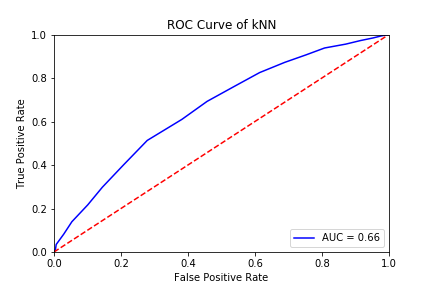 ROC Curve of kNN
1.0
0.8
0.6
0.4
0.2
0.0
True Positive Rate
AUC = 0.66
0.0 0.2 0.4 0.6 0.8 1.0
False Positive Rate